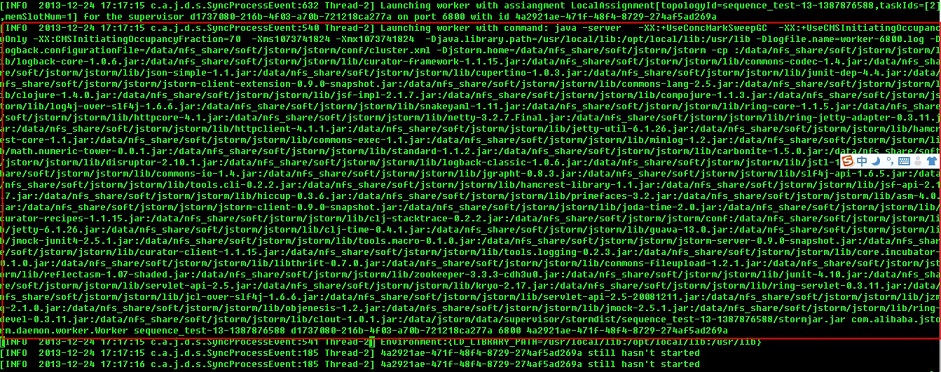 [INFO  2013-12-24 17:17:15 c.a.j.d.s.SyncProcessEvent:632 Thread-2] Launching worker with assiangment LocalAssignment[topologyId=sequence_test-13-1387876588,taskIds=[2]
,memSlotNum=1] for the supervisor d1737080-216b-4f03-a70b-721218ca277a on port 6800 with id 4a2921ae-471f-48f4-8729-274af5ad269a
[INFO  2013-12-24 17:17:15 c.a.j.d.s.SyncProcessEvent:540 Thread-2] Launching worker with command: java -server    -XX:+UseConcMarkSweepGC    -XX:+UseCMSInitiatingOccupancy
Only -XX:CMSInitiatingOccupancyFraction=70  -Xms1073741824 -Xmx1073741824  -Djava.library.path=/usr/local/lib:/opt/local/lib:/usr/lib -Dlogfile.name=worker-6800.log -D
logback.configurationFile=/data/nfs_share/soft/jstorm/jstorm/conf/cluster.xml -Djstorm.home=/data/nfs_share/soft/jstorm/jstorm -cp :/data/nfs_share/soft/jstorm/jstorm/li
b/logback-core-1.0.6.jar:/data/nfs_share/soft/jstorm/jstorm/lib/curator-framework-1.1.15.jar:/data/nfs_share/soft/jstorm/jstorm/lib/commons-codec-1.4.jar:/data/nfs_shar
e/soft/jstorm/jstorm/lib/json-simple-1.1.jar:/data/nfs_share/soft/jstorm/jstorm/lib/cupertino-1.0.3.jar:/data/nfs_share/soft/jstorm/jstorm/lib/junit-dep-4.4.jar:/data/n
fs_share/soft/jstorm/jstorm/jstorm-client-extension-0.9.0-snapshot.jar:/data/nfs_share/soft/jstorm/jstorm/lib/commons-lang-2.5.jar:/data/nfs_share/soft/jstorm/jstorm/li
b/clojure-1.4.0.jar:/data/nfs_share/soft/jstorm/jstorm/lib/jsf-impl-2.1.7.jar:/data/nfs_share/soft/jstorm/jstorm/lib/compojure-1.1.3.jar:/data/nfs_share/soft/jstorm/jst
orm/lib/log4j-over-slf4j-1.6.6.jar:/data/nfs_share/soft/jstorm/jstorm/lib/snakeyaml-1.11.jar:/data/nfs_share/soft/jstorm/jstorm/lib/ring-core-1.1.5.jar:/data/nfs_share/
soft/jstorm/jstorm/lib/httpcore-4.1.jar:/data/nfs_share/soft/jstorm/jstorm/lib/netty-3.2.7.Final.jar:/data/nfs_share/soft/jstorm/jstorm/lib/ring-jetty-adapter-0.3.11.ja
r:/data/nfs_share/soft/jstorm/jstorm/lib/httpclient-4.1.1.jar:/data/nfs_share/soft/jstorm/jstorm/lib/jetty-util-6.1.26.jar:/data/nfs_share/soft/jstorm/jstorm/lib/hamcr
est-core-1.1.jar:/data/nfs_share/soft/jstorm/jstorm/lib/commons-exec-1.1.jar:/data/nfs_share/soft/jstorm/jstorm/lib/minlog-1.2.jar:/data/nfs_share/soft/jstorm/jstorm/li
b/math.numeric-tower-0.0.1.jar:/data/nfs_share/soft/jstorm/jstorm/lib/standard-1.1.2.jar:/data/nfs_share/soft/jstorm/jstorm/lib/carbonite-1.5.0.jar:/data/nfs_share/soft
/jstorm/jstorm/lib/disruptor-2.10.1.jar:/data/nfs_share/soft/jstorm/jstorm/lib/logback-classic-1.0.6.jar:/data/nfs_share/soft/jstorm/jstorm/lib/jstl-1 中
/commons-io-1.4.jar:/data/nfs_share/soft/jstorm/jstorm/lib/jgrapht-0.8.3.jar:/data/nfs_share/soft/jstorm/jstorm/lib/slf4j-api-1.6.5.jar:/data/nfs_share/soft/
jstorm/jstorm/lib/tools.cli-0.2.2.jar:/data/nfs_share/soft/jstorm/jstorm/lib/hamcrest-library-1.1.jar:/data/nfs_share/soft/jstorm/jstorm/lib/jsf-api-2.1.
7.jar:/data/nfs_share/soft/jstorm/jstorm/lib/hiccup-0.3.6.jar:/data/nfs_share/soft/jstorm/jstorm/lib/primefaces-3.2.jar:/data/nfs_share/soft/jstorm/jstorm/lib/asm-4.0.
jar:/data/nfs_share/soft/jstorm/jstorm/jstorm-client-0.9.0-snapshot.jar:/data/nfs_share/soft/jstorm/jstorm/lib/joda-time-2.0.jar:/data/nfs_share/soft/jstorm/jstorm/lib/
curator-recipes-1.1.15.jar:/data/nfs_share/soft/jstorm/jstorm/lib/clj-stacktrace-0.2.2.jar:/data/nfs_share/soft/jstorm/jstorm/conf:/data/nfs_share/soft/jstorm/jstorm/lib
/jetty-6.1.26.jar:/data/nfs_share/soft/jstorm/jstorm/lib/clj-time-0.4.1.jar:/data/nfs_share/soft/jstorm/jstorm/lib/guava-13.0.jar:/data/nfs_share/soft/jstorm/jstorm/lib
/jmock-junit4-2.5.1.jar:/data/nfs_share/soft/jstorm/jstorm/lib/tools.macro-0.1.0.jar:/data/nfs_share/soft/jstorm/jstorm/jstorm-server-0.9.0-snapshot.jar:/data/nfs_share
/soft/jstorm/jstorm/lib/curator-client-1.1.15.jar:/data/nfs_share/soft/jstorm/jstorm/lib/tools.logging-0.2.3.jar:/data/nfs_share/soft/jstorm/jstorm/lib/core.incubator-
0.1.0.jar:/data/nfs_share/soft/jstorm/jstorm/lib/libthrift-0.7.0.jar:/data/nfs_share/soft/jstorm/jstorm/lib/commons-fileupload-1.2.1.jar:/data/nfs_share/soft/jstorm/jst
orm/lib/reflectasm-1.07-shaded.jar:/data/nfs_share/soft/jstorm/jstorm/lib/zookeeper-3.3.3-cdh3u0.jar:/data/nfs_share/soft/jstorm/jstorm/lib/junit-4.10.jar:/data/nfs_sha
re/soft/jstorm/jstorm/lib/servlet-api-2.5.jar:/data/nfs_share/soft/jstorm/jstorm/lib/kryo-2.17.jar:/data/nfs_share/soft/jstorm/jstorm/lib/ring-servlet-0.3.11.jar:/data/
nfs_share/soft/jstorm/jstorm/lib/jcl-over-slf4j-1.6.6.jar:/data/nfs_share/soft/jstorm/jstorm/lib/servlet-api-2.5-20081211.jar:/data/nfs_share/soft/jstorm/jstorm/lib/jzm
q-2.1.0.jar:/data/nfs_share/soft/jstorm/jstorm/lib/objenesis-1.2.jar:/data/nfs_share/soft/jstorm/jstorm/lib/jmock-2.5.1.jar:/data/nfs_share/soft/jstorm/jstorm/lib/ring-
devel-0.3.11.jar:/data/nfs_share/soft/jstorm/jstorm/lib/clout-1.0.1.jar:/data/jstorm/data/supervisor/stormdist/sequence_test-13-1387876588/stormjar.jar com.alibaba.jsto
rm.daemon.worker.Worker sequence_test-13-1387876588 d1737080-216b-4f03-a70b-721218ca277a 6800 4a2921ae-471f-48f4-8729-274af5ad269a
[INFO  2013-12-24 17:17:15 c.a.j.d.s.SyncProcessEvent:541 Thread-2] Environment:{LD_LIBRARY_PATH=/usr/local/lib:/opt/local/lib:/usr/lib}
[INFO  2013-12-24 17:17:15 c.a.j.d.s.SyncProcessEvent:185 Thread-2] 4a2921ae-471f-48f4-8729-274af5ad269a still hasn't started
[INFO  2013-12-24 17:17:16 c.a.j.d.s.SyncProcessEvent:185 Thread-2] 4a2921ae-471f-48f4-8729-274af5ad269a still hasn't started